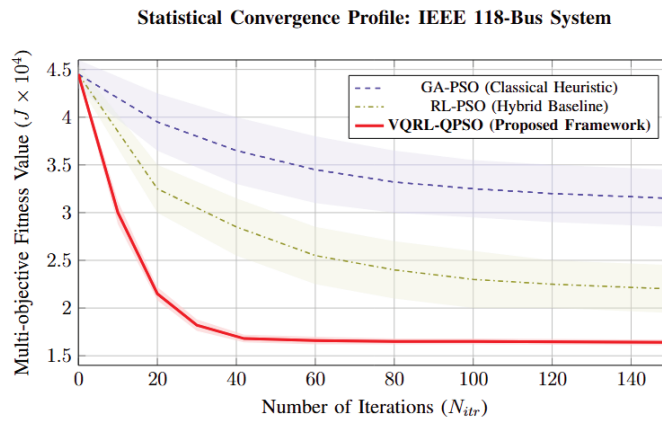 Statistical Convergence Profile: IEEE 118-Bus System
Multi-objective Fitness Value (J × 10⁴)
4.5
4
3.5
3
2.5
2
1.5
GA-PSO (Classical Heuristic)
RL-PSO (Hybrid Baseline)
VQRL-QPSO (Proposed Framework)
0 20 40 60 80 100 120 140
Number of Iterations (Nᵢₜᵣ)